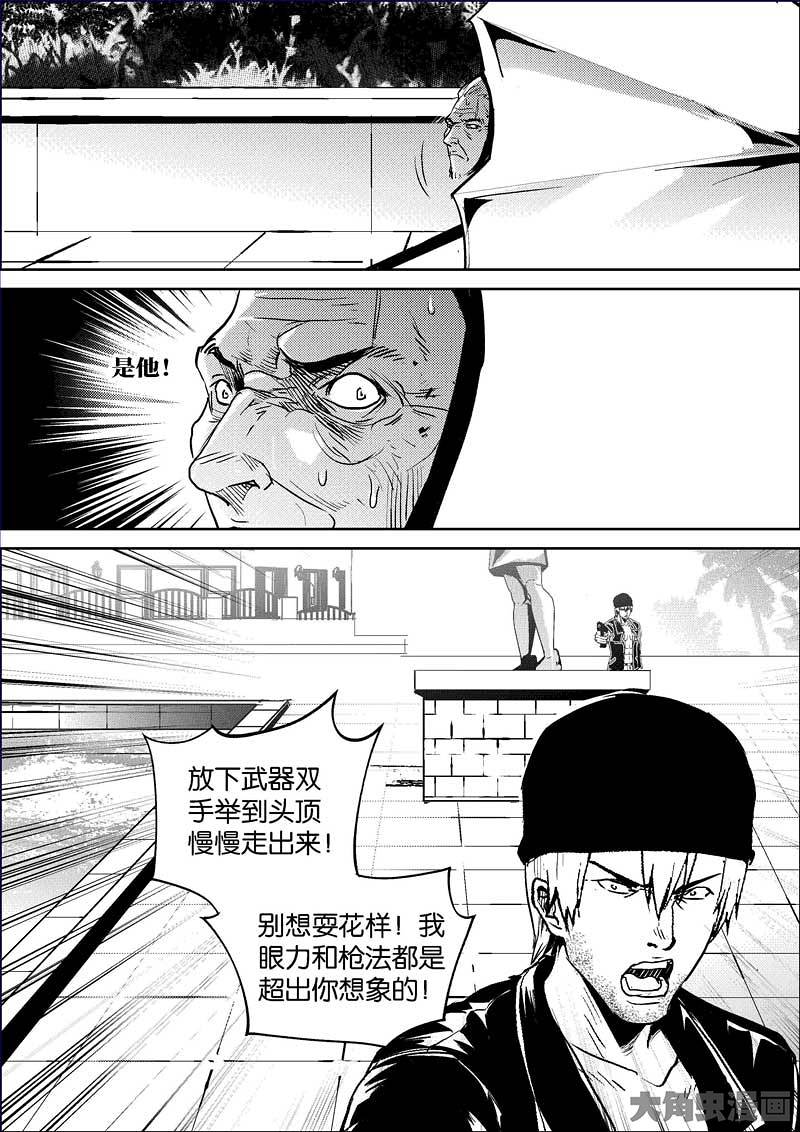 是他！
放下武器双
手举到头顶
慢慢走出来！
别想耍花样！我
眼力和枪法都是
超出你想象的！
大角虫漫画